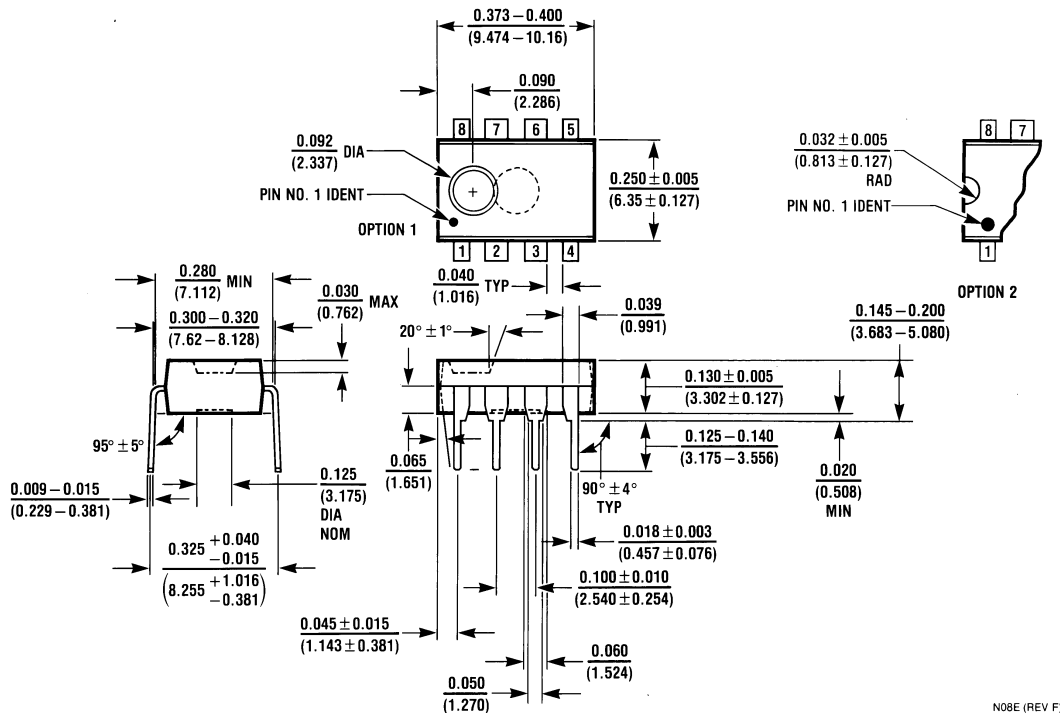 0.373 – 0.400
(9.474 – 10.16)
0.090
(2.286)
8 7 6 5
0.092
(2.337)
DIA
PIN NO. 1 IDENT
OPTION 1
0.250 ± 0.005
(6.35 ± 0.127)
1 2 3 4
0.032 ± 0.005
(0.813 ± 0.127)
RAD
PIN NO. 1 IDENT
8 7
1
OPTION 2
0.280
(7.112)
MIN
0.300 – 0.320
(7.62 – 8.128)
0.030
(0.762)
MAX
0.040
(1.016)
TYP
0.039
(0.991)
20° ± 1°
0.145 – 0.200
(3.683 – 5.080)
0.130 ± 0.005
(3.302 ± 0.127)
0.125 – 0.140
(3.175 – 3.556)
0.020
(0.508)
MIN
95° ± 5°
0.065
(1.651)
90° ± 4°
TYP
0.009 – 0.015
(0.229 – 0.381)
0.125
(3.175)
DIA
NOM
0.018 ± 0.003
(0.457 ± 0.076)
0.325 +0.040
−0.015
(8.255 +1.016
−0.381)
0.100 ± 0.010
(2.540 ± 0.254)
0.045 ± 0.015
(1.143 ± 0.381)
0.060
(1.524)
0.050
(1.270)
N08E (REV F